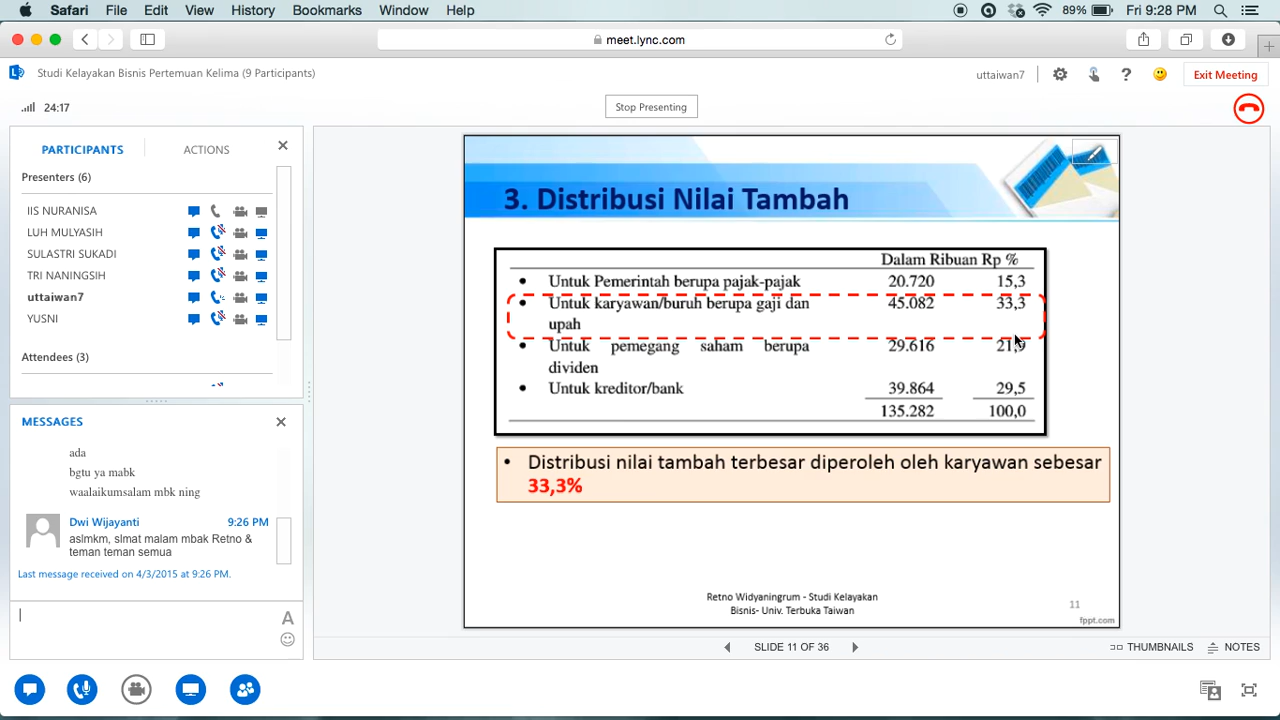 Safari File Edit View History Bookmarks Window Help 89% Fri 9:28 PM
meet.lync.com
Studi Kelayakan Bisnis Pertemuan Kelima (9 Participants) uttaiwan7 ? Exit Meeting
24:17 Stop Presenting
PARTICIPANTS ACTIONS
Presenters (6)
IIS NURANISA
LUH MULYASIH
SULASTRI SUKADI
TRI NANINGSIH
uttaiwan7
YUSNI
Attendees (3)
MESSAGES
ada
bgtu ya mabk
waalaikumsalam mbk ning
Dwi Wijayanti 9:26 PM
aslmkm, slmat malam mbak Retno &
teman teman semua
Last message received on 4/3/2015 at 9:26 PM.
A
3. Distribusi Nilai Tambah
Dalam Ribuan Rp %
• Untuk Pemerintah berupa pajak-pajak 20.720 15,3
• Untuk karyawan/buruh berupa gaji dan 45.082 33,3
upah
• Untuk pemegang saham berupa 29.616 21,9
dividen
• Untuk kreditor/bank 39.864 29,5
135.282 100,0
• Distribusi nilai tambah terbesar diperoleh oleh karyawan sebesar
33,3%
Retno Widyaningrum - Studi Kelayakan
Bisnis- Univ. Terbuka Taiwan
11
fppt.com
SLIDE 11 OF 36 THUMBNAILS NOTES